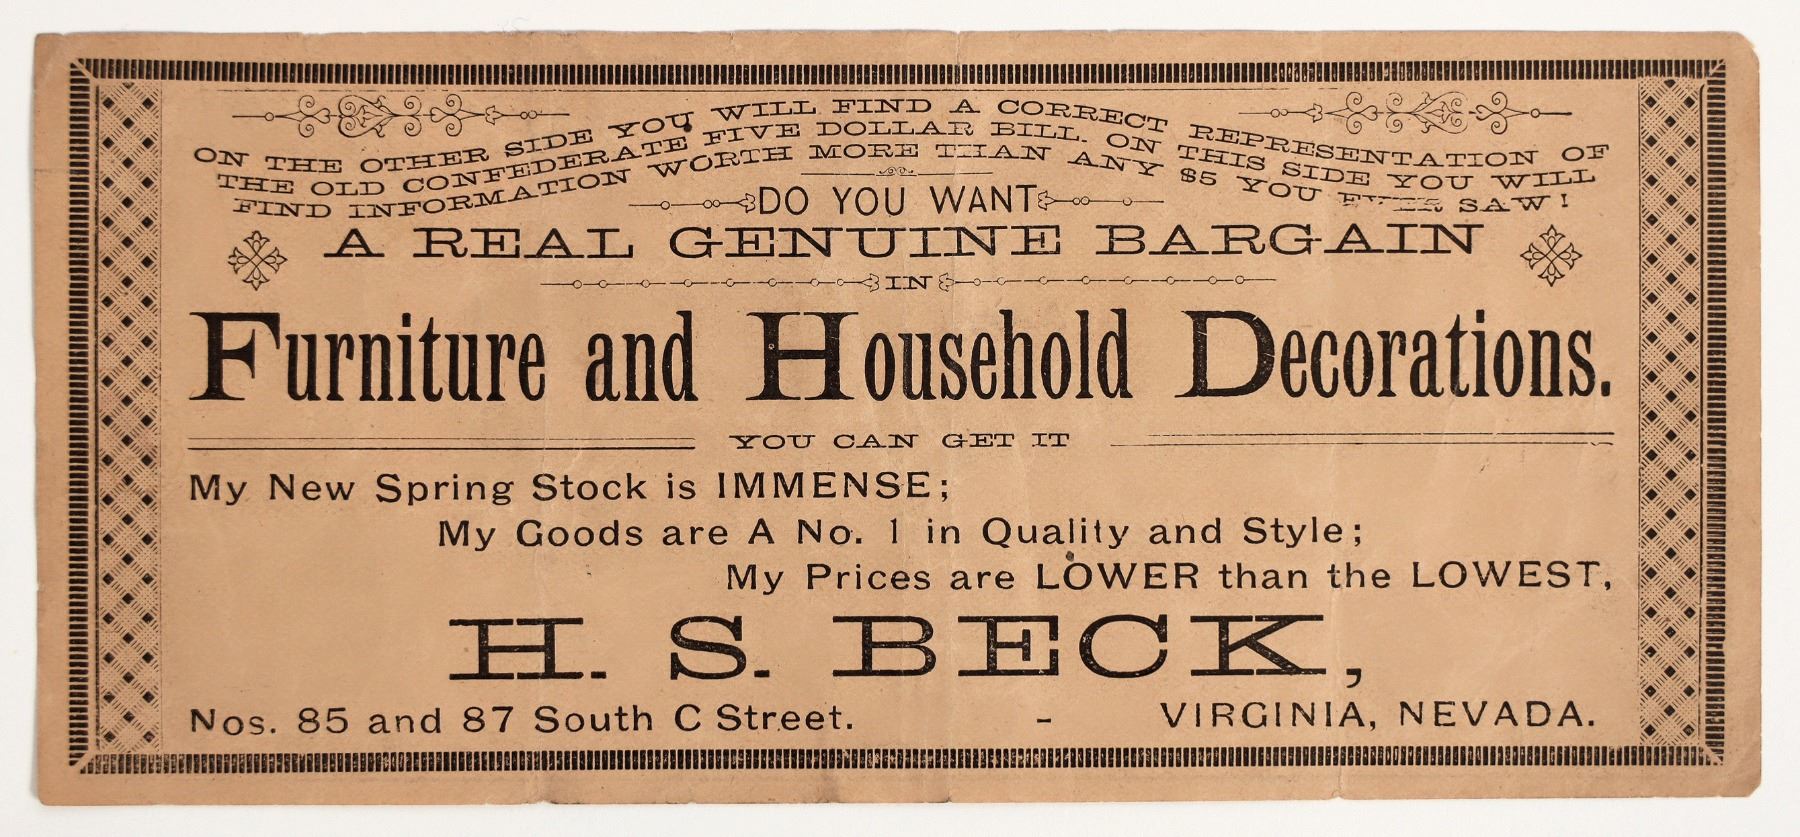 ON THE OTHER SIDE YOU WILL FIND A CORRECT REPRESENTATION OF
THE OLD CONFEDERATE FIVE DOLLAR BILL. ON THIS SIDE YOU WILL
FIND INFORMATION WORTH MORE THAN ANY $5 YOU EVER SAW!
DO YOU WANT
A REAL GENUINE BARGAIN
IN
Furniture and Household Decorations.
YOU CAN GET IT
My New Spring Stock is IMMENSE;
My Goods are A No. 1 in Quality and Style;
My Prices are LOWER than the LOWEST,
H. S. BECK,
Nos. 85 and 87 South C Street. - VIRGINIA, NEVADA.